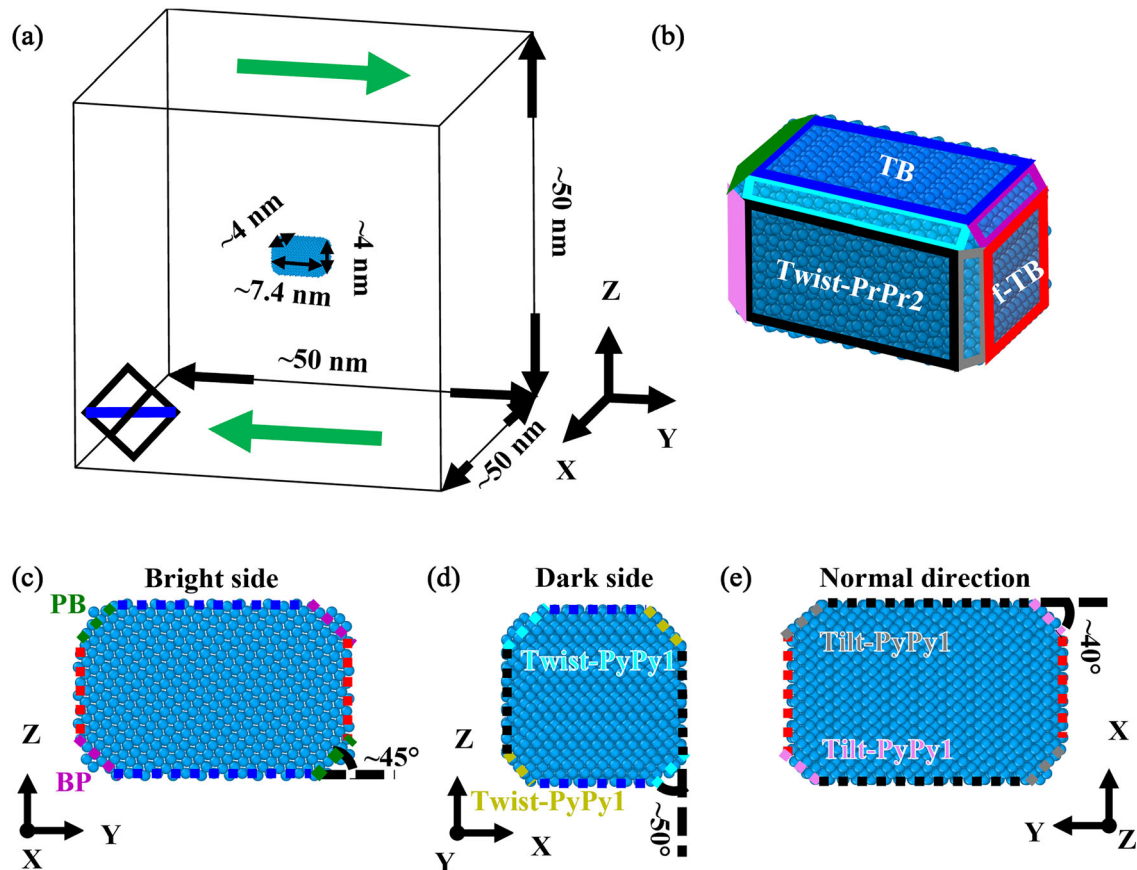 (a)
~4 nm
~4 nm
~7.4 nm
~50 nm
~50 nm
~50 nm
Z
Y
X
(b)
TB
Twist-PrPr2
f-TB
(c)
Bright side
PB
BP
~45°
Z
Y
X
(d)
Dark side
Twist-PyPy1
Twist-PyPy1
~50°
Z
X
Y
(e)
Normal direction
Tilt-PyPy1
Tilt-PyPy1
~40°
X
Y
Z